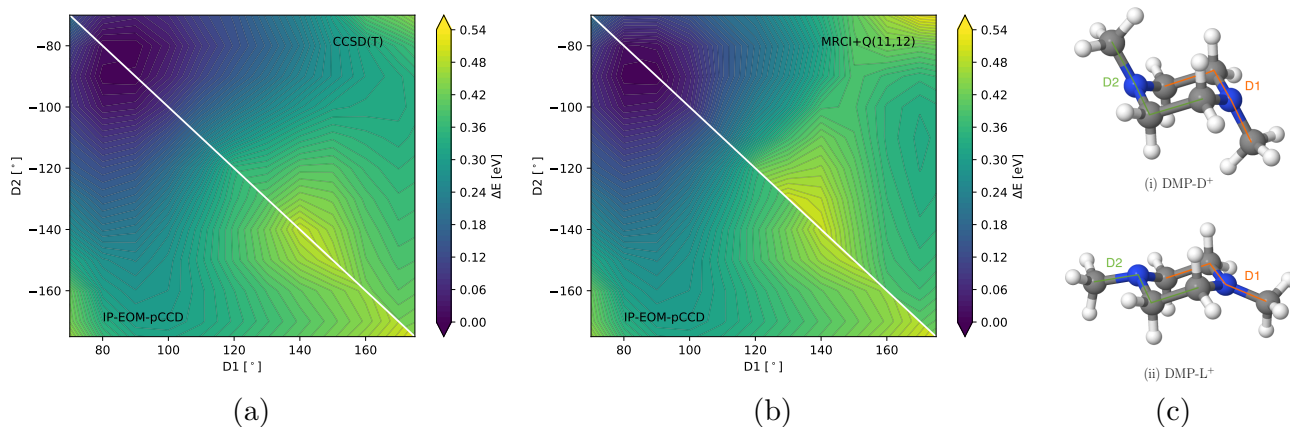 CCSD(T)
IP-EOM-pCCD
−80
−100
−120
−140
−160
D2 [°]
80
100
120
140
160
D1 [°]
0.54
0.48
0.42
0.36
0.30
0.24
0.18
0.12
0.06
0.00
ΔE [eV]
(a)
MRCI+Q(11,12)
IP-EOM-pCCD
−80
−100
−120
−140
−160
D2 [°]
80
100
120
140
160
D1 [°]
0.54
0.48
0.42
0.36
0.30
0.24
0.18
0.12
0.06
0.00
ΔE [eV]
(b)
D2
D1
(i) DMP-D⁺
D2
D1
(ii) DMP-L⁺
(c)